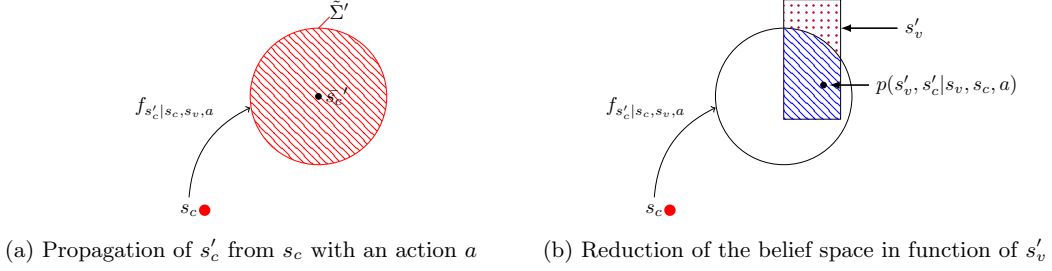 Σ̃′
s̄_c′
f_{s′_c|s_c,s_v,a}
s_c
(a) Propagation of s′_c from s_c with an action a
s′_v
p(s′_v, s′_c|s_v, s_c, a)
f_{s′_c|s_c,s_v,a}
s_c
(b) Reduction of the belief space in function of s′_v